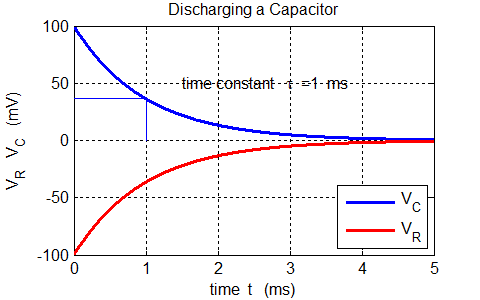 Discharging a Capacitor
100
50
0
-50
-100
V_R V_C (mV)
time constant τ =1 ms
V_C
V_R
0 1 2 3 4 5
time t (ms)